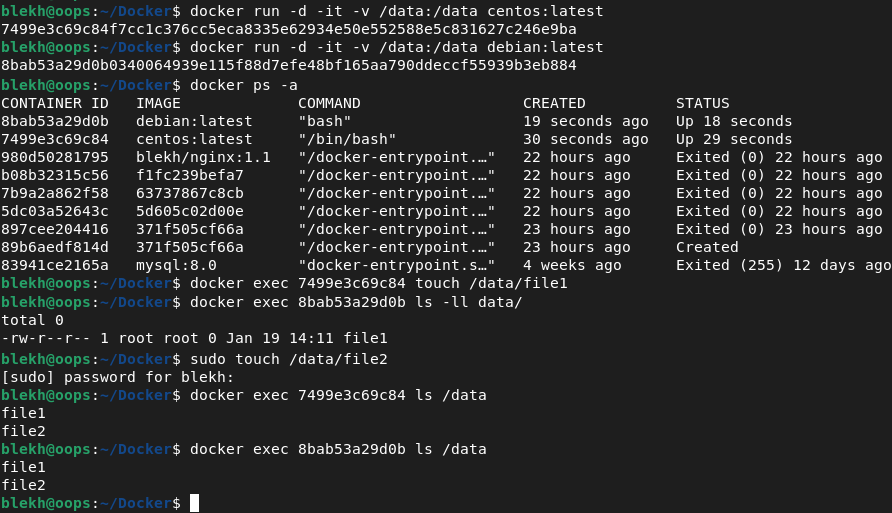 blekh@oops:~/Docker$ docker run -d -it -v /data:/data centos:latest
7499e3c69c84f7cc1c376cc5eca8335e62934e50e552588e5c831627c246e9ba
blekh@oops:~/Docker$ docker run -d -it -v /data:/data debian:latest
8bab53a29d0b0340064939e115f88d7efe48bf165aa790ddeccf55939b3eb884
blekh@oops:~/Docker$ docker ps -a
CONTAINER ID   IMAGE             COMMAND                  CREATED          STATUS
8bab53a29d0b   debian:latest     "bash"                   19 seconds ago   Up 18 seconds
7499e3c69c84   centos:latest     "/bin/bash"              30 seconds ago   Up 29 seconds
980d50281795   blekh/nginx:1.1   "/docker-entrypoint.…"   22 hours ago     Exited (0) 22 hours ago
b08b32315c56   f1fc239befa7      "/docker-entrypoint.…"   22 hours ago     Exited (0) 22 hours ago
7b9a2a862f58   63737867c8cb      "/docker-entrypoint.…"   22 hours ago     Exited (0) 22 hours ago
5dc03a52643c   5d605c02d00e      "/docker-entrypoint.…"   22 hours ago     Exited (0) 22 hours ago
897cee204416   371f505cf66a      "/docker-entrypoint.…"   23 hours ago     Exited (0) 23 hours ago
89b6aedf814d   371f505cf66a      "/docker-entrypoint.…"   23 hours ago     Created
83941ce2165a   mysql:8.0         "docker-entrypoint.s…"   4 weeks ago      Exited (255) 12 days ago
blekh@oops:~/Docker$ docker exec 7499e3c69c84 touch /data/file1
blekh@oops:~/Docker$ docker exec 8bab53a29d0b ls -ll data/
total 0
-rw-r--r-- 1 root root 0 Jan 19 14:11 file1
blekh@oops:~/Docker$ sudo touch /data/file2
[sudo] password for blekh:
blekh@oops:~/Docker$ docker exec 7499e3c69c84 ls /data
file1
file2
blekh@oops:~/Docker$ docker exec 8bab53a29d0b ls /data
file1
file2
blekh@oops:~/Docker$